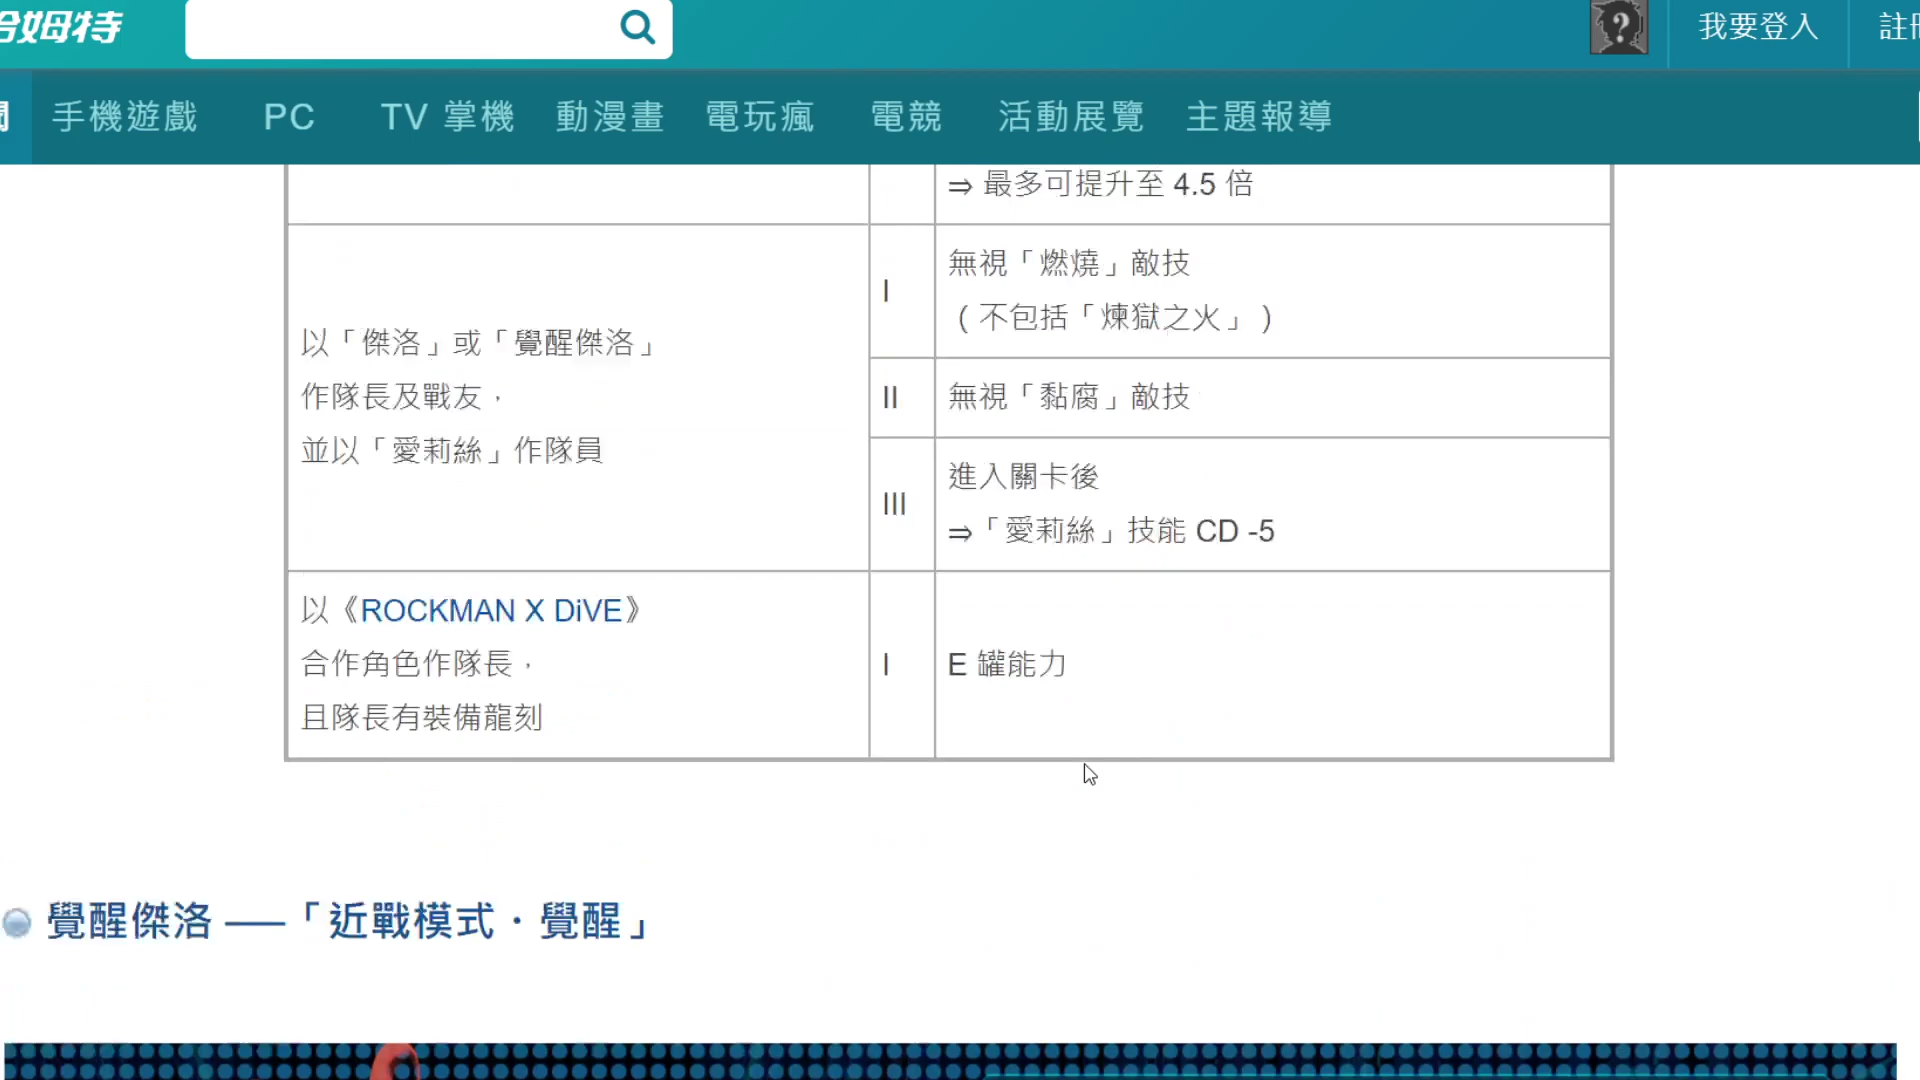 哈姆特
我要登入
註冊
手機遊戲 PC TV 掌機 動漫畫 電玩瘋 電競 活動展覽 主題報導
⇒ 最多可提升至 4.5 倍
以「傑洛」或「覺醒傑洛」
作隊長及戰友，
並以「愛莉絲」作隊員
I
無視「燃燒」敵技
（不包括「煉獄之火」）
II
無視「黏腐」敵技
III
進入關卡後
⇒「愛莉絲」技能 CD -5
以《ROCKMAN X DiVE》
合作角色作隊長，
且隊長有裝備龍刻
I
E 罐能力
覺醒傑洛 ——「近戰模式．覺醒」